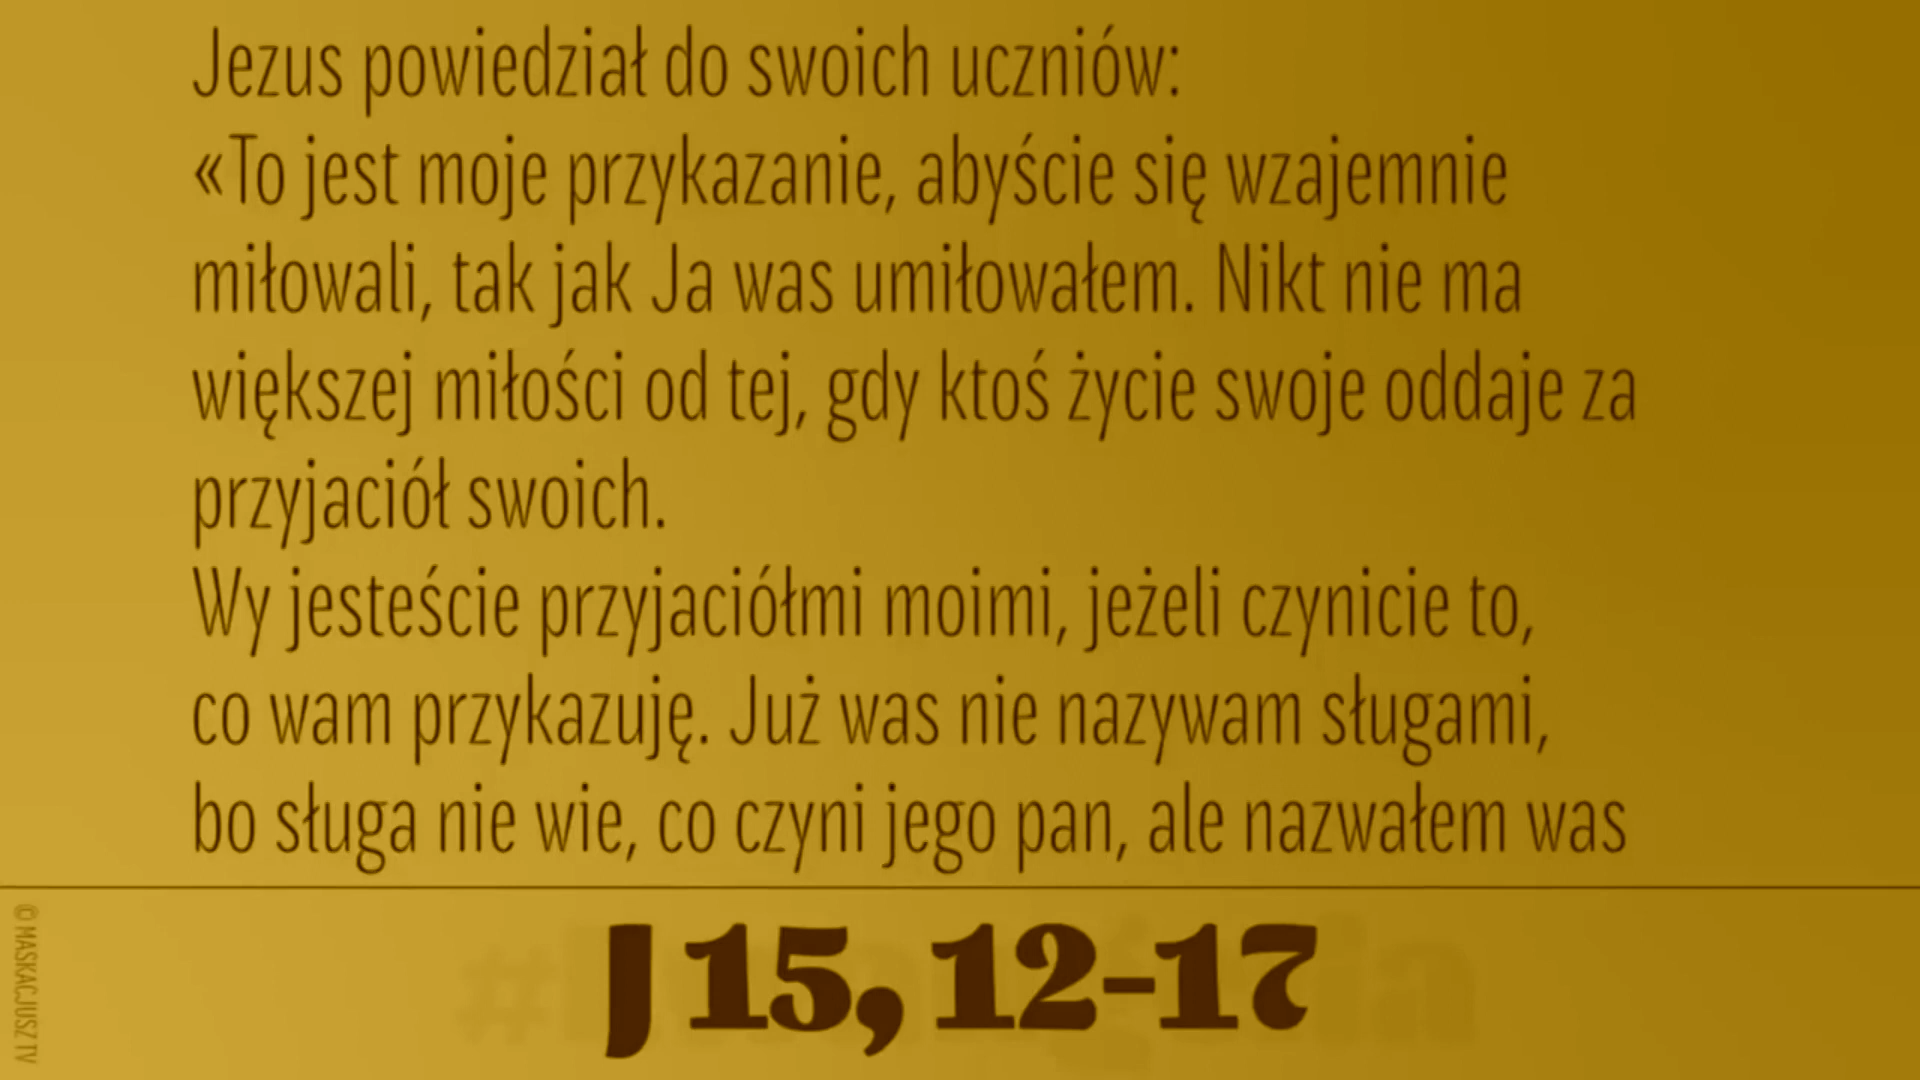 Jezus powiedział do swoich uczniów:
«To jest moje przykazanie, abyście się wzajemnie
miłowali, tak jak Ja was umiłowałem. Nikt nie ma
większej miłości od tej, gdy ktoś życie swoje oddaje za
przyjaciół swoich.
Wy jesteście przyjaciółmi moimi, jeżeli czynicie to,
co wam przykazuję. Już was nie nazywam sługami,
bo sługa nie wie, co czyni jego pan, ale nazwałem was
J 15, 12-17
© MASKACJUSZ TV